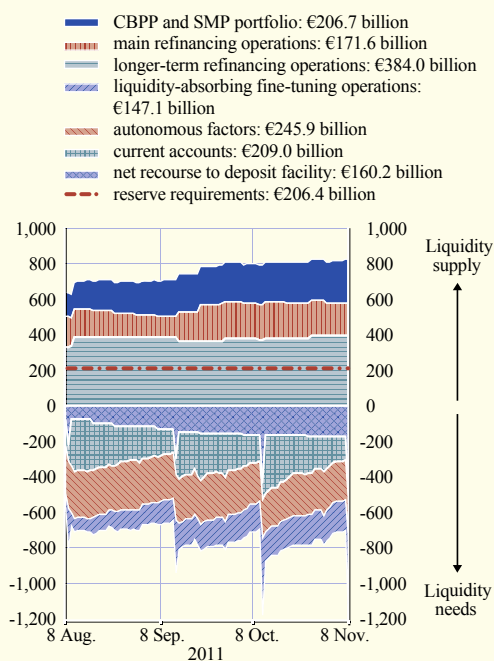 CBPP and SMP portfolio: €206.7 billion
main refinancing operations: €171.6 billion
longer-term refinancing operations: €384.0 billion
liquidity-absorbing fine-tuning operations:
€147.1 billion
autonomous factors: €245.9 billion
current accounts: €209.0 billion
net recourse to deposit facility: €160.2 billion
reserve requirements: €206.4 billion
1,000 1,000
800 800
600 600
400 400
200 200
0 0
-200 -200
-400 -400
-600 -600
-800 -800
-1,000 -1,000
-1,200 -1,200
Liquidity
supply
Liquidity
needs
8 Aug. 8 Sep. 8 Oct. 8 Nov.
2011